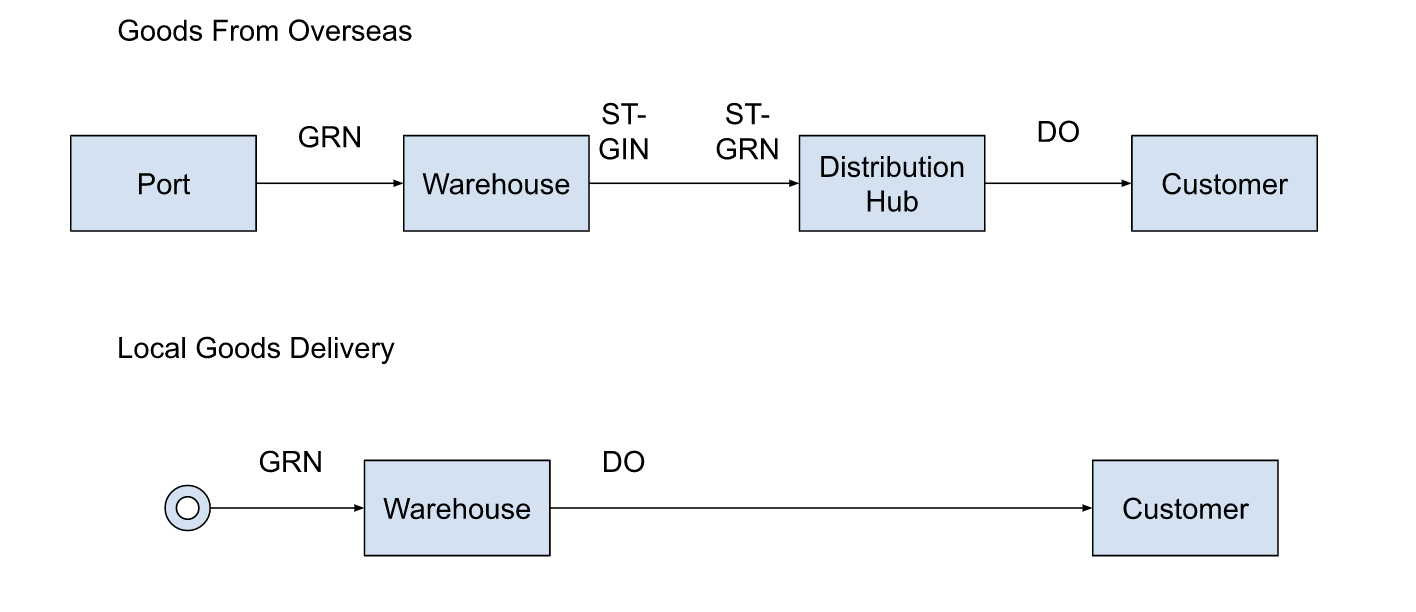 Goods From Overseas
Port
GRN
Warehouse
ST-
GIN
ST-
GRN
Distribution
Hub
DO
Customer
Local Goods Delivery
GRN
Warehouse
DO
Customer